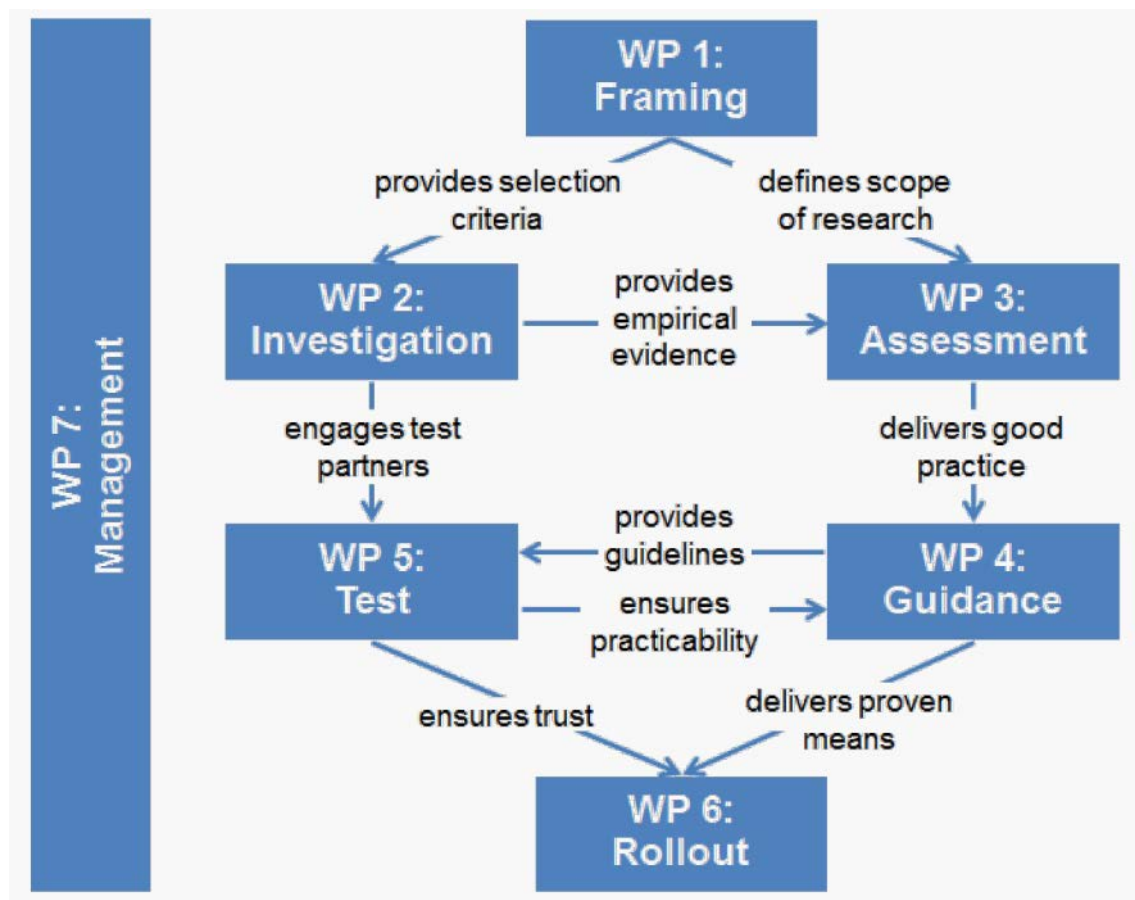 WP 7:
Management
WP 1:
Framing
provides selection
criteria
defines scope
of research
WP 2:
Investigation
provides
empirical
evidence
WP 3:
Assessment
engages test
partners
delivers good
practice
WP 5:
Test
provides
guidelines
ensures
practicability
WP 4:
Guidance
ensures trust
delivers proven
means
WP 6:
Rollout